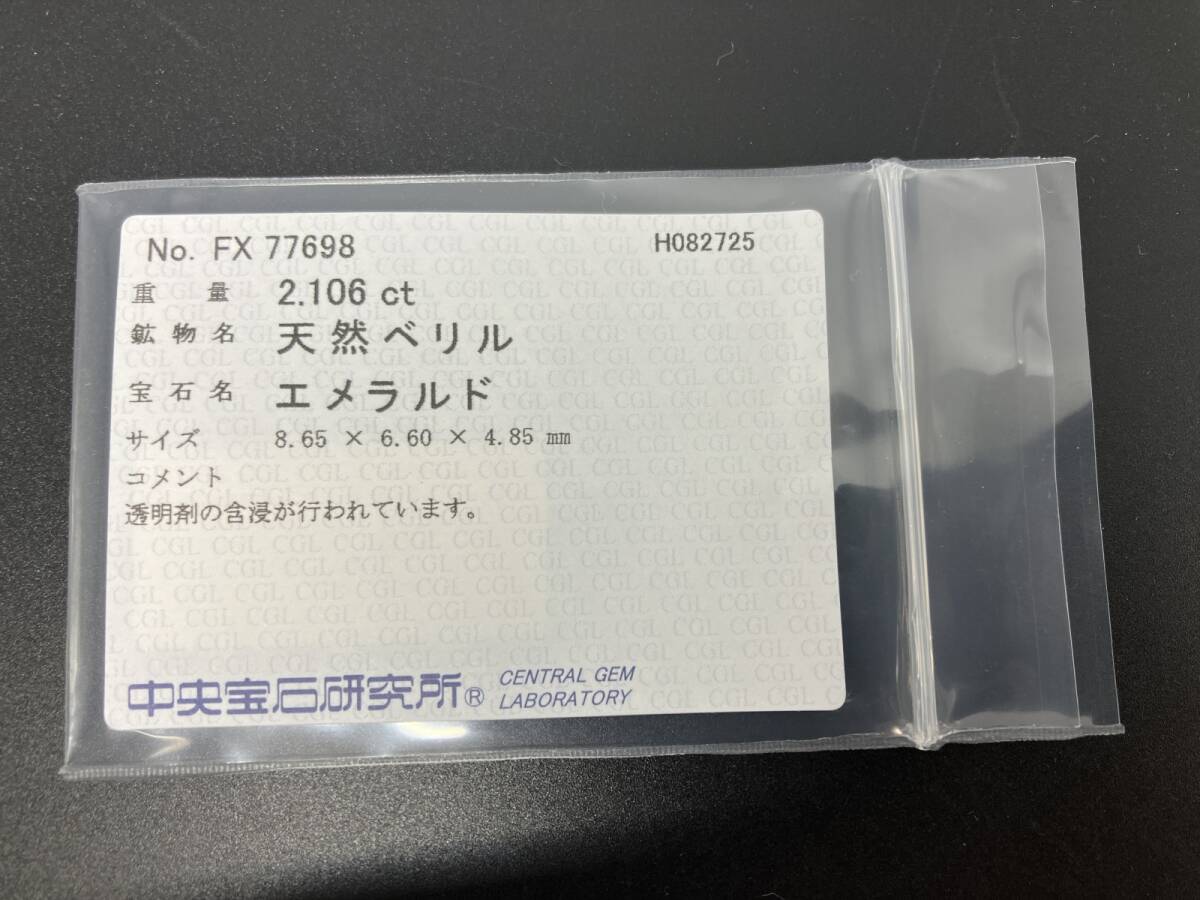 No. FX 77698 H082725
重量 2.106 ct
鉱物名 天然ベリル
宝石名 エメラルド
サイズ 8.65 × 6.60 × 4.85 ㎜
コメント
透明剤の含浸が行われています。
中央宝石研究所® CENTRAL GEM
LABORATORY